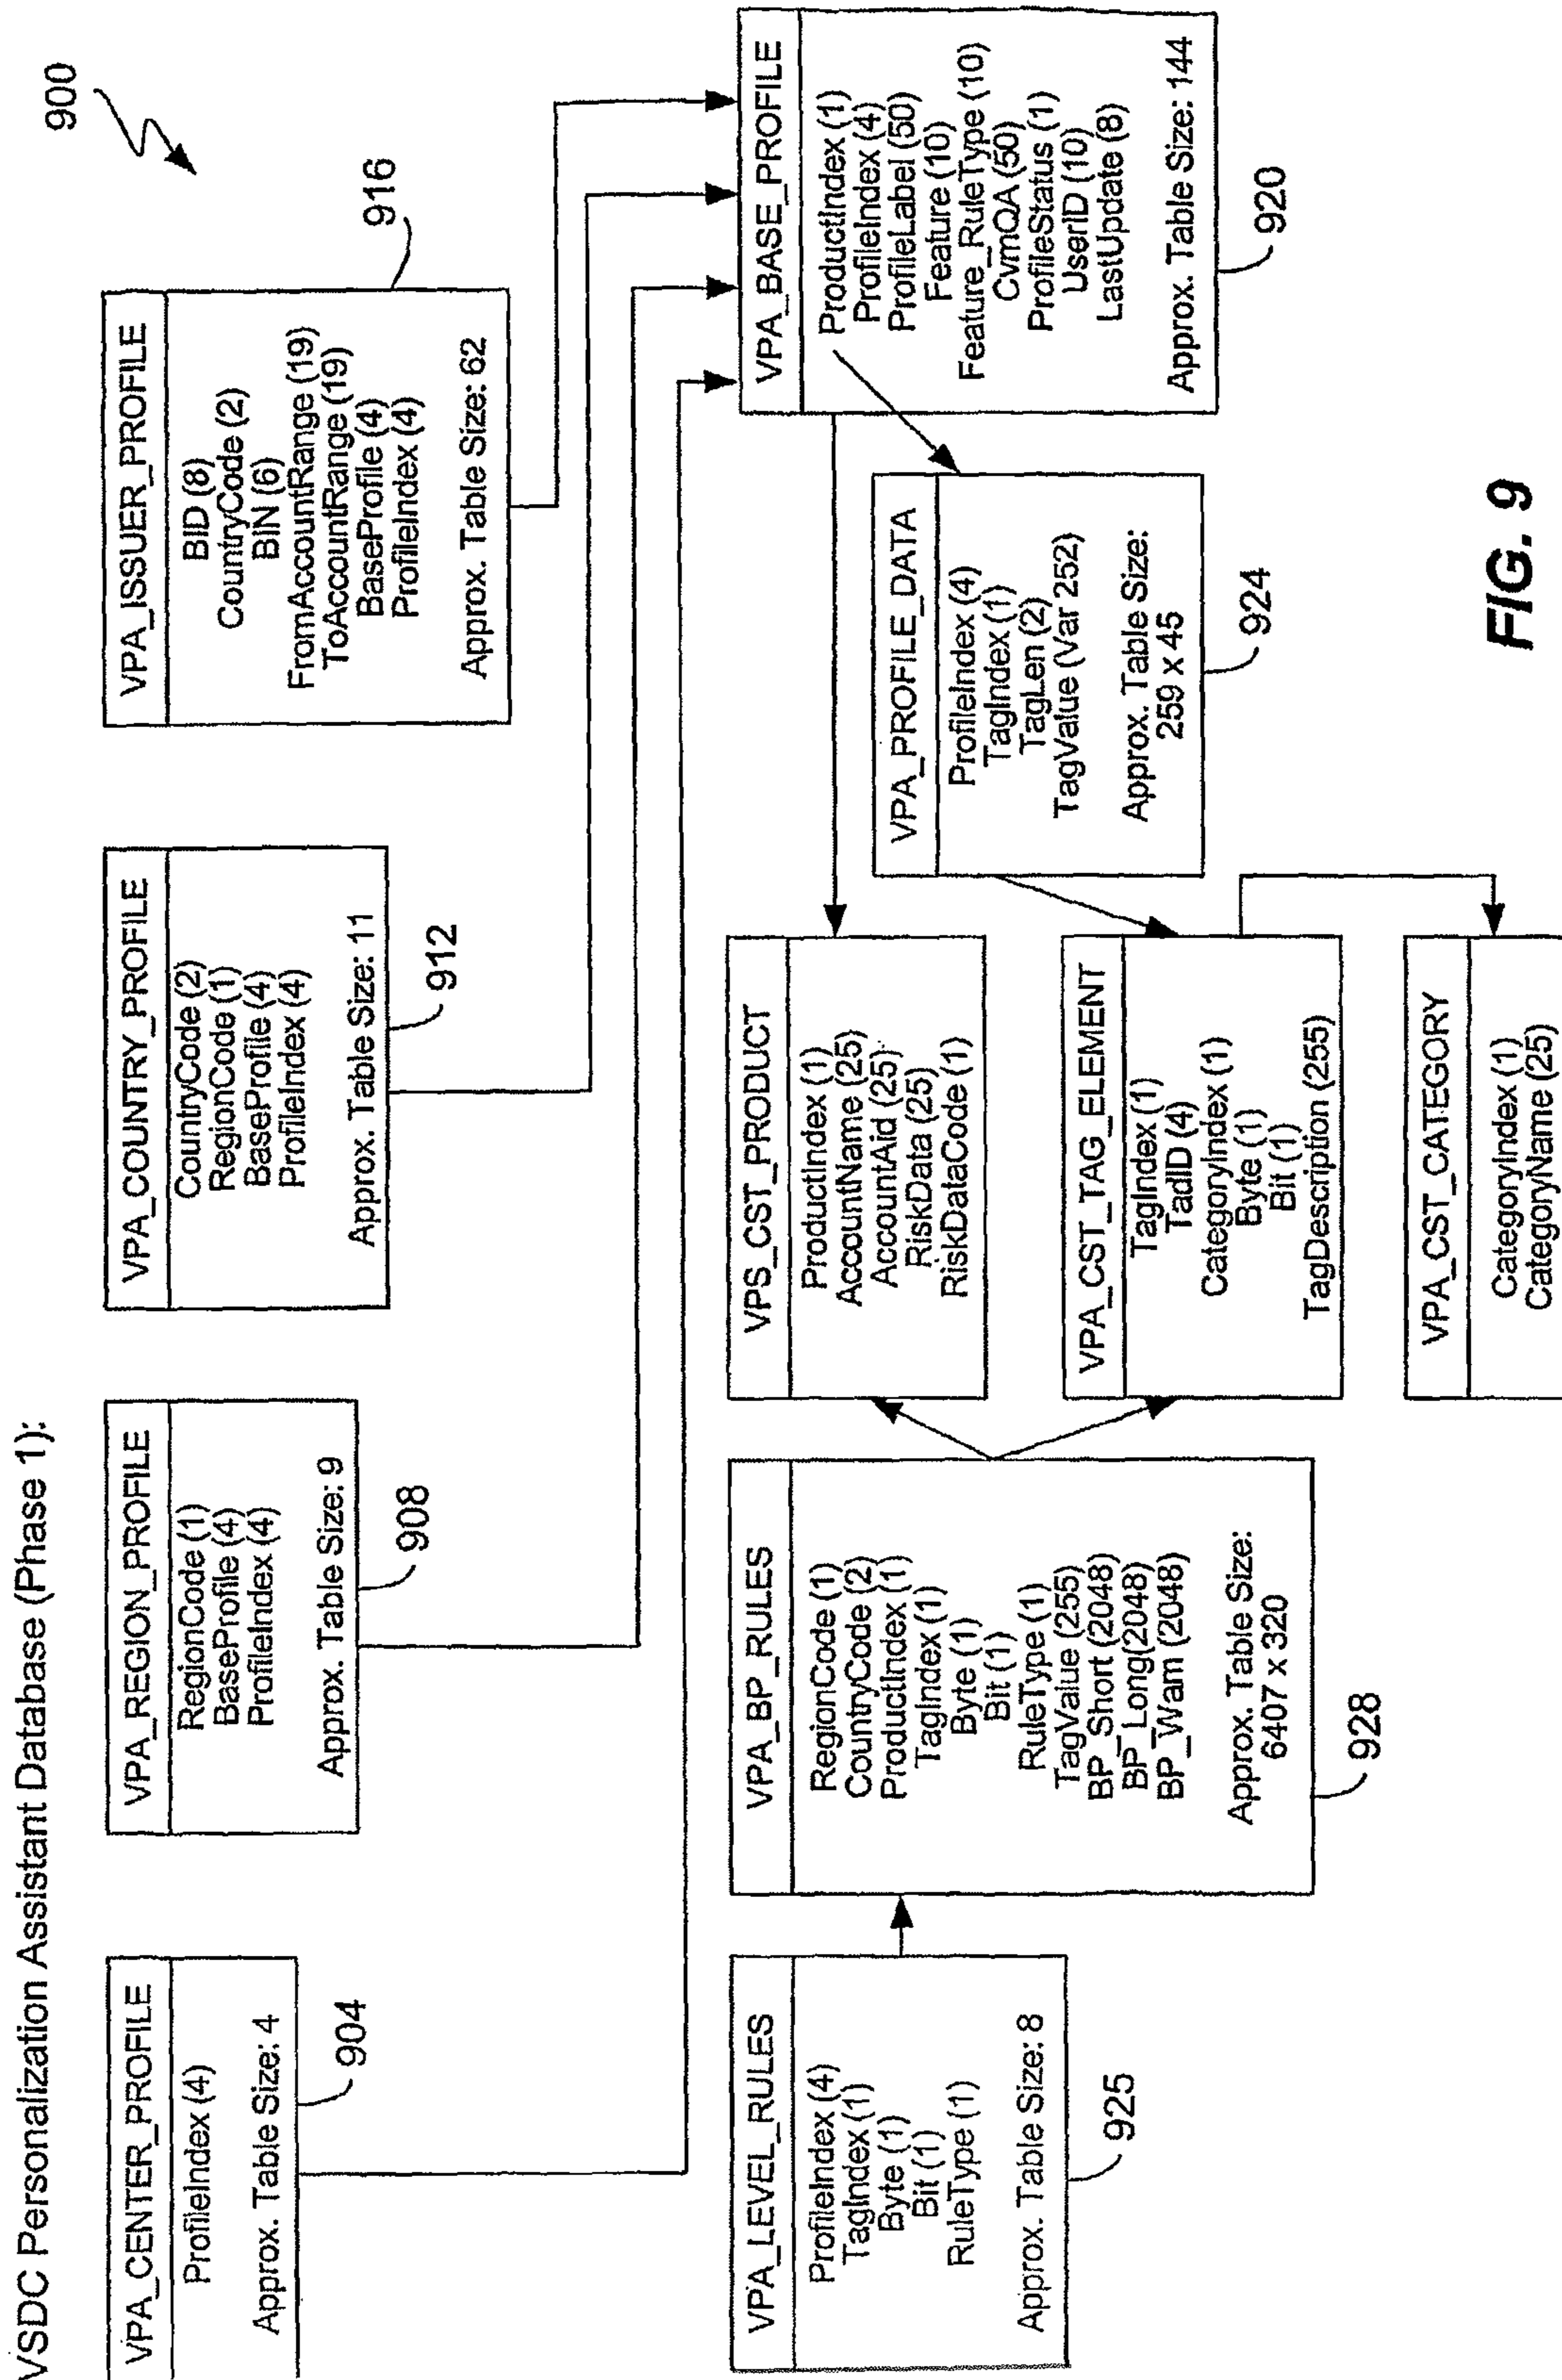 VSDC Personalization Assistant Database (Phase 1):
900
VPA_CENTER_PROFILE
ProfileIndex (4)
Approx. Table Size: 4
904
VPA_REGION_PROFILE
RegionCode (1)
BaseProfile (4)
ProfileIndex (4)
Approx. Table Size: 9
908
VPA_COUNTRY_PROFILE
CountryCode (2)
RegionCode (1)
BaseProfile (4)
ProfileIndex (4)
Approx. Table Size: 11
912
VPA_ISSUER_PROFILE
BID (8)
CountryCode (2)
BIN (6)
FromAccountRange (19)
ToAccountRange (19)
BaseProfile (4)
ProfileIndex (4)
Approx. Table Size: 62
916
VPA_LEVEL_RULES
ProfileIndex (4)
TagIndex (1)
Byte (1)
Bit (1)
RuleType (1)
Approx. Table Size: 8
925
VPA_BP_RULES
RegionCode (1)
CountryCode (2)
ProductIndex (1)
TagIndex (1)
Byte (1)
Bit (1)
RuleType (1)
TagValue (255)
BP_Short (2048)
BP_Long(2048)
BP_Warn (2048)
Approx. Table Size:
6407 x 320
928
VPS_CST_PRODUCT
ProductIndex (1)
AccountName (25)
AccountAid (25)
RiskData (25)
RiskDataCode (1)
VPA_CST_TAG_ELEMENT
TagIndex (1)
TadID (4)
CategoryIndex (1)
Byte (1)
Bit (1)
TagDescription (255)
VPA_CST_CATEGORY
CategoryIndex (1)
CategoryName (25)
VPA_PROFILE_DATA
ProfileIndex (4)
TagIndex (1)
TagLen (2)
TagValue (Var 252)
Approx. Table Size:
259 x 45
924
VPA_BASE_PROFILE
ProductIndex (1)
ProfileIndex (4)
ProfileLabel (50)
Feature (10)
Feature_RuleType (10)
CvmQA (50)
ProfileStatus (1)
UserID (10)
LastUpdate (8)
Approx. Table Size: 144
920
FIG. 9